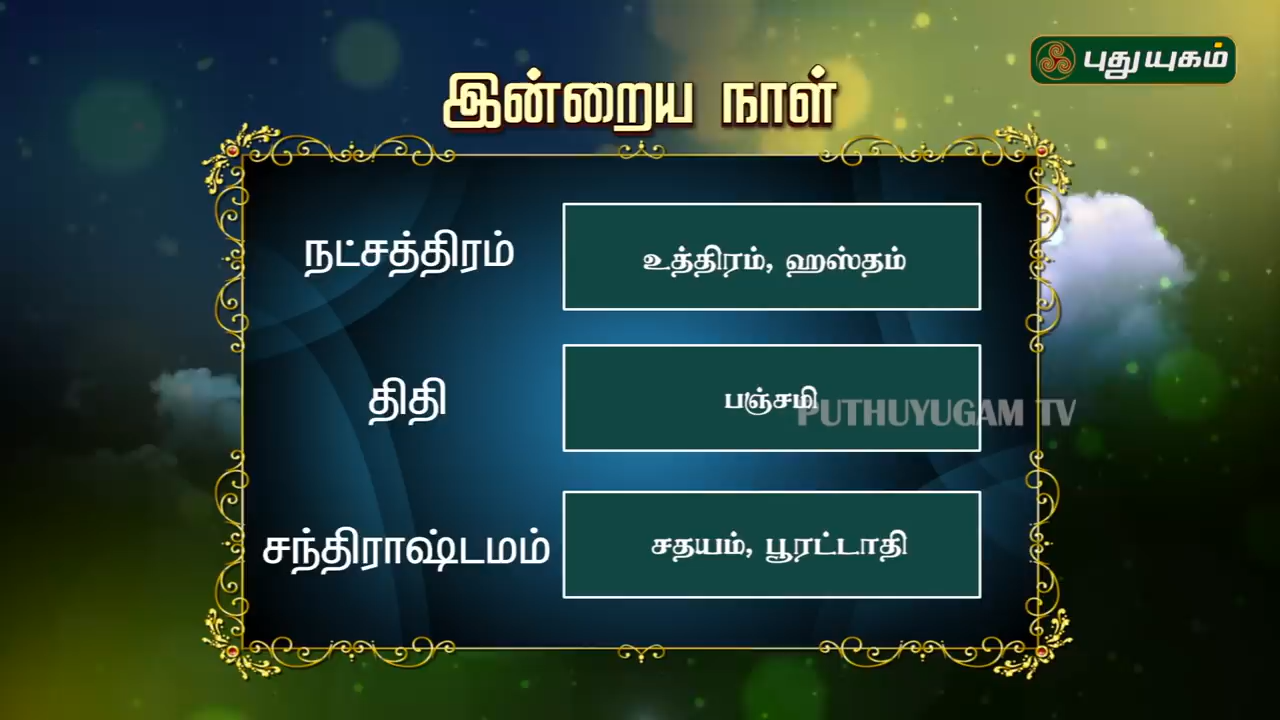 புதுயுகம்
இன்றைய நாள்
நட்சத்திரம்
உத்திரம், ஹஸ்தம்
திதி
பஞ்சமி
PUTHUYUGAM TV
சந்திராஷ்டமம்
சதயம், பூரட்டாதி